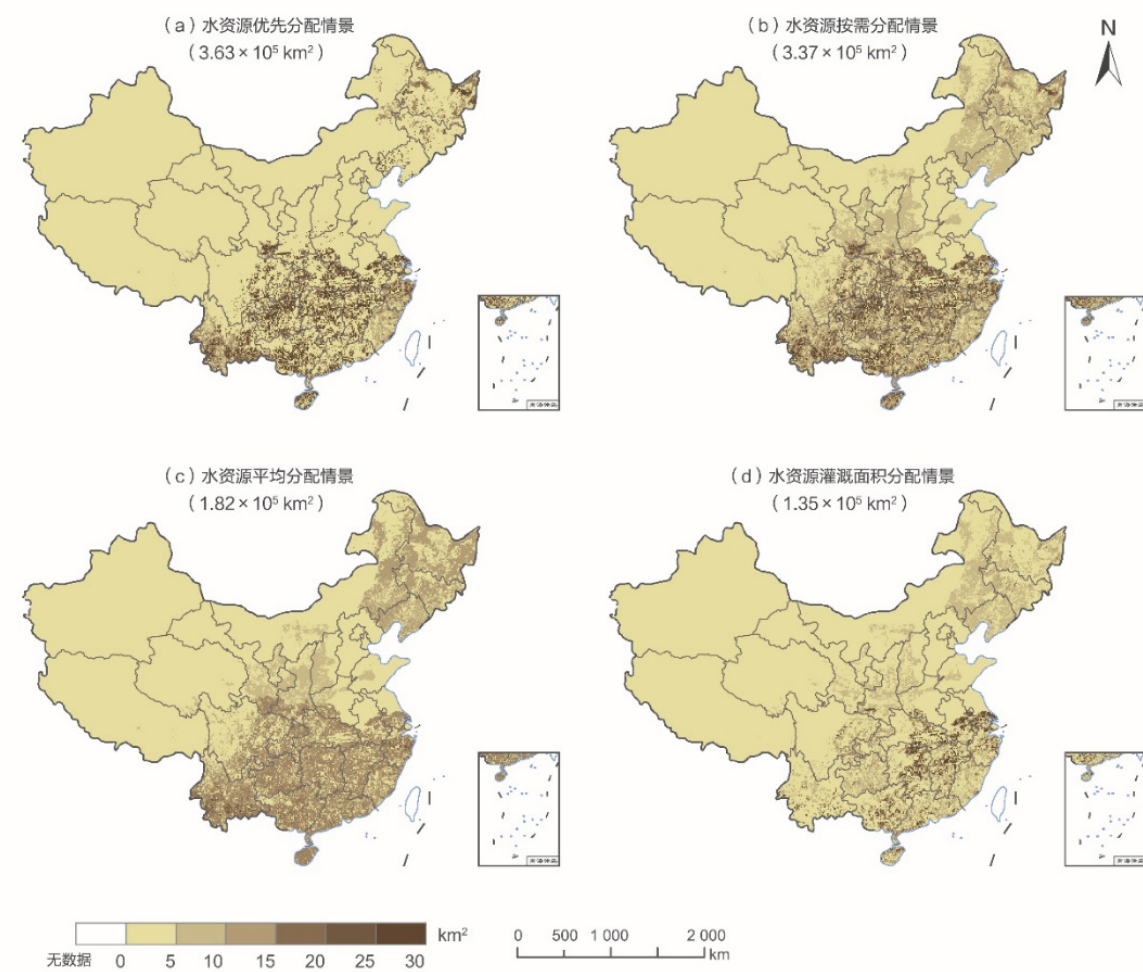 (a)水资源优先分配情景
(3.63 × 10⁵ km²)
(b)水资源按需分配情景
(3.37 × 10⁵ km²)
N
(c)水资源平均分配情景
(1.82 × 10⁵ km²)
(d)水资源灌溉面积分配情景
(1.35 × 10⁵ km²)
km²
无数据 0 5 10 15 20 25 30
0 500 1 000 2 000
km